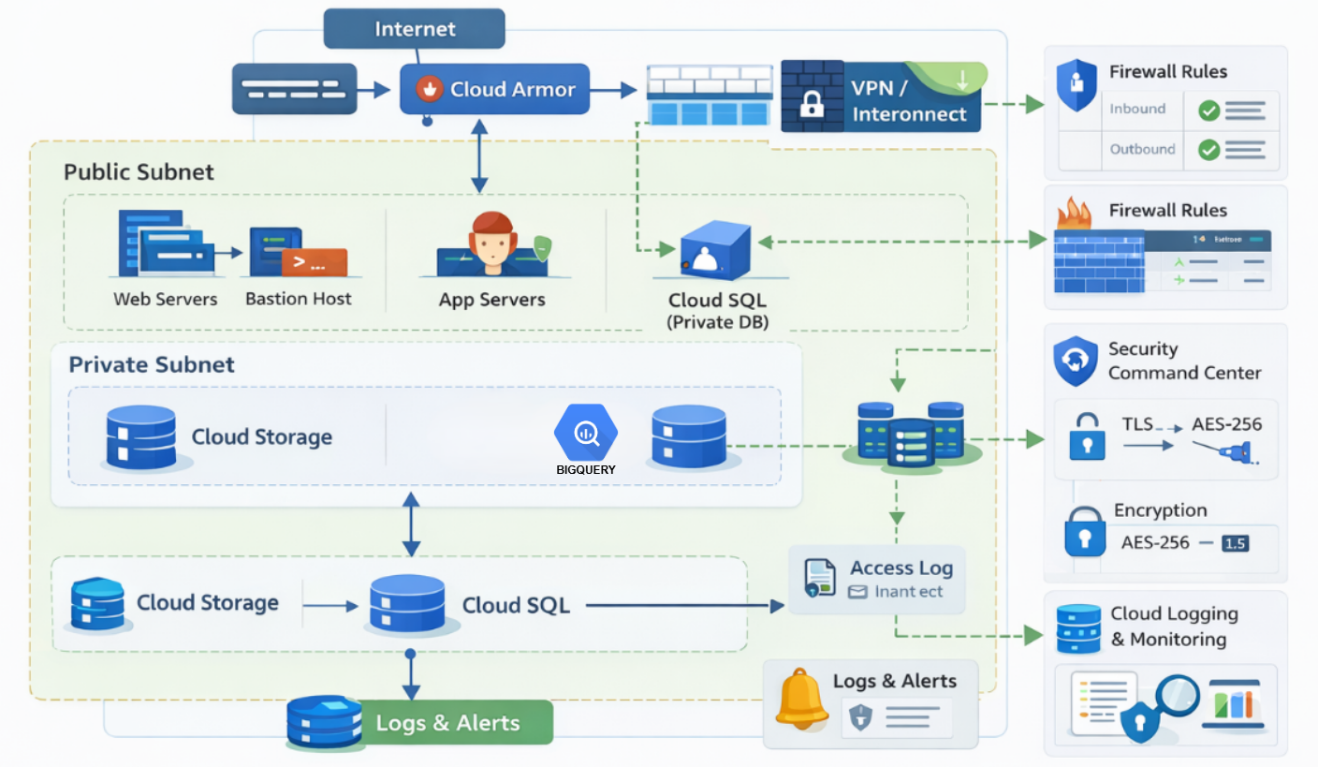 Internet
Cloud Armor
VPN /
Interonnect
Firewall Rules
Inbound
Outbound
Public Subnet
Web Servers
Bastion Host
>_...
App Servers
Cloud SQL
(Private DB)
Firewall Rules
Private Subnet
Cloud Storage
BIGQUERY
Security
Command Center
TLS
AES-256
Encryption
AES-256
1.5
Cloud Storage
Cloud SQL
Access Log
Inant ect
Cloud Logging
& Monitoring
Logs & Alerts
Logs & Alerts